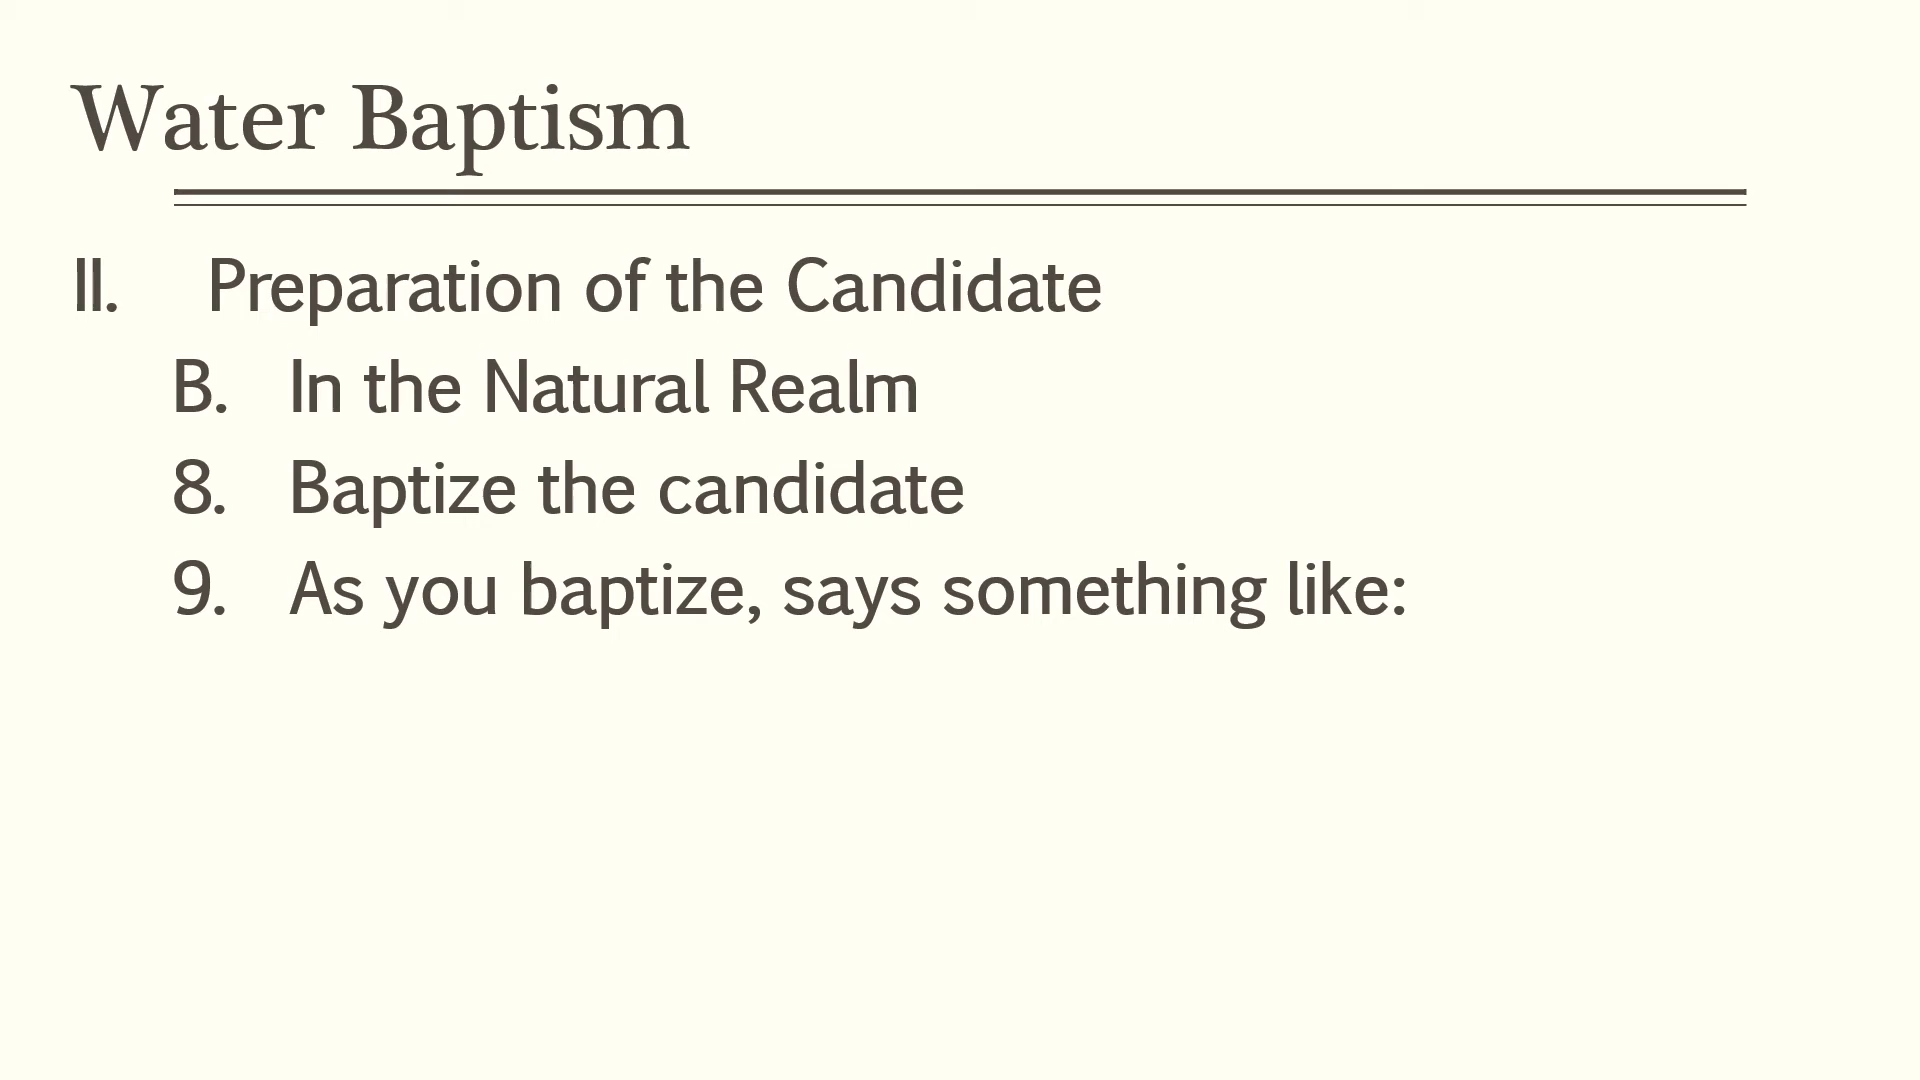 Water Baptism
II. Preparation of the Candidate
B. In the Natural Realm
8. Baptize the candidate
9. As you baptize, says something like: